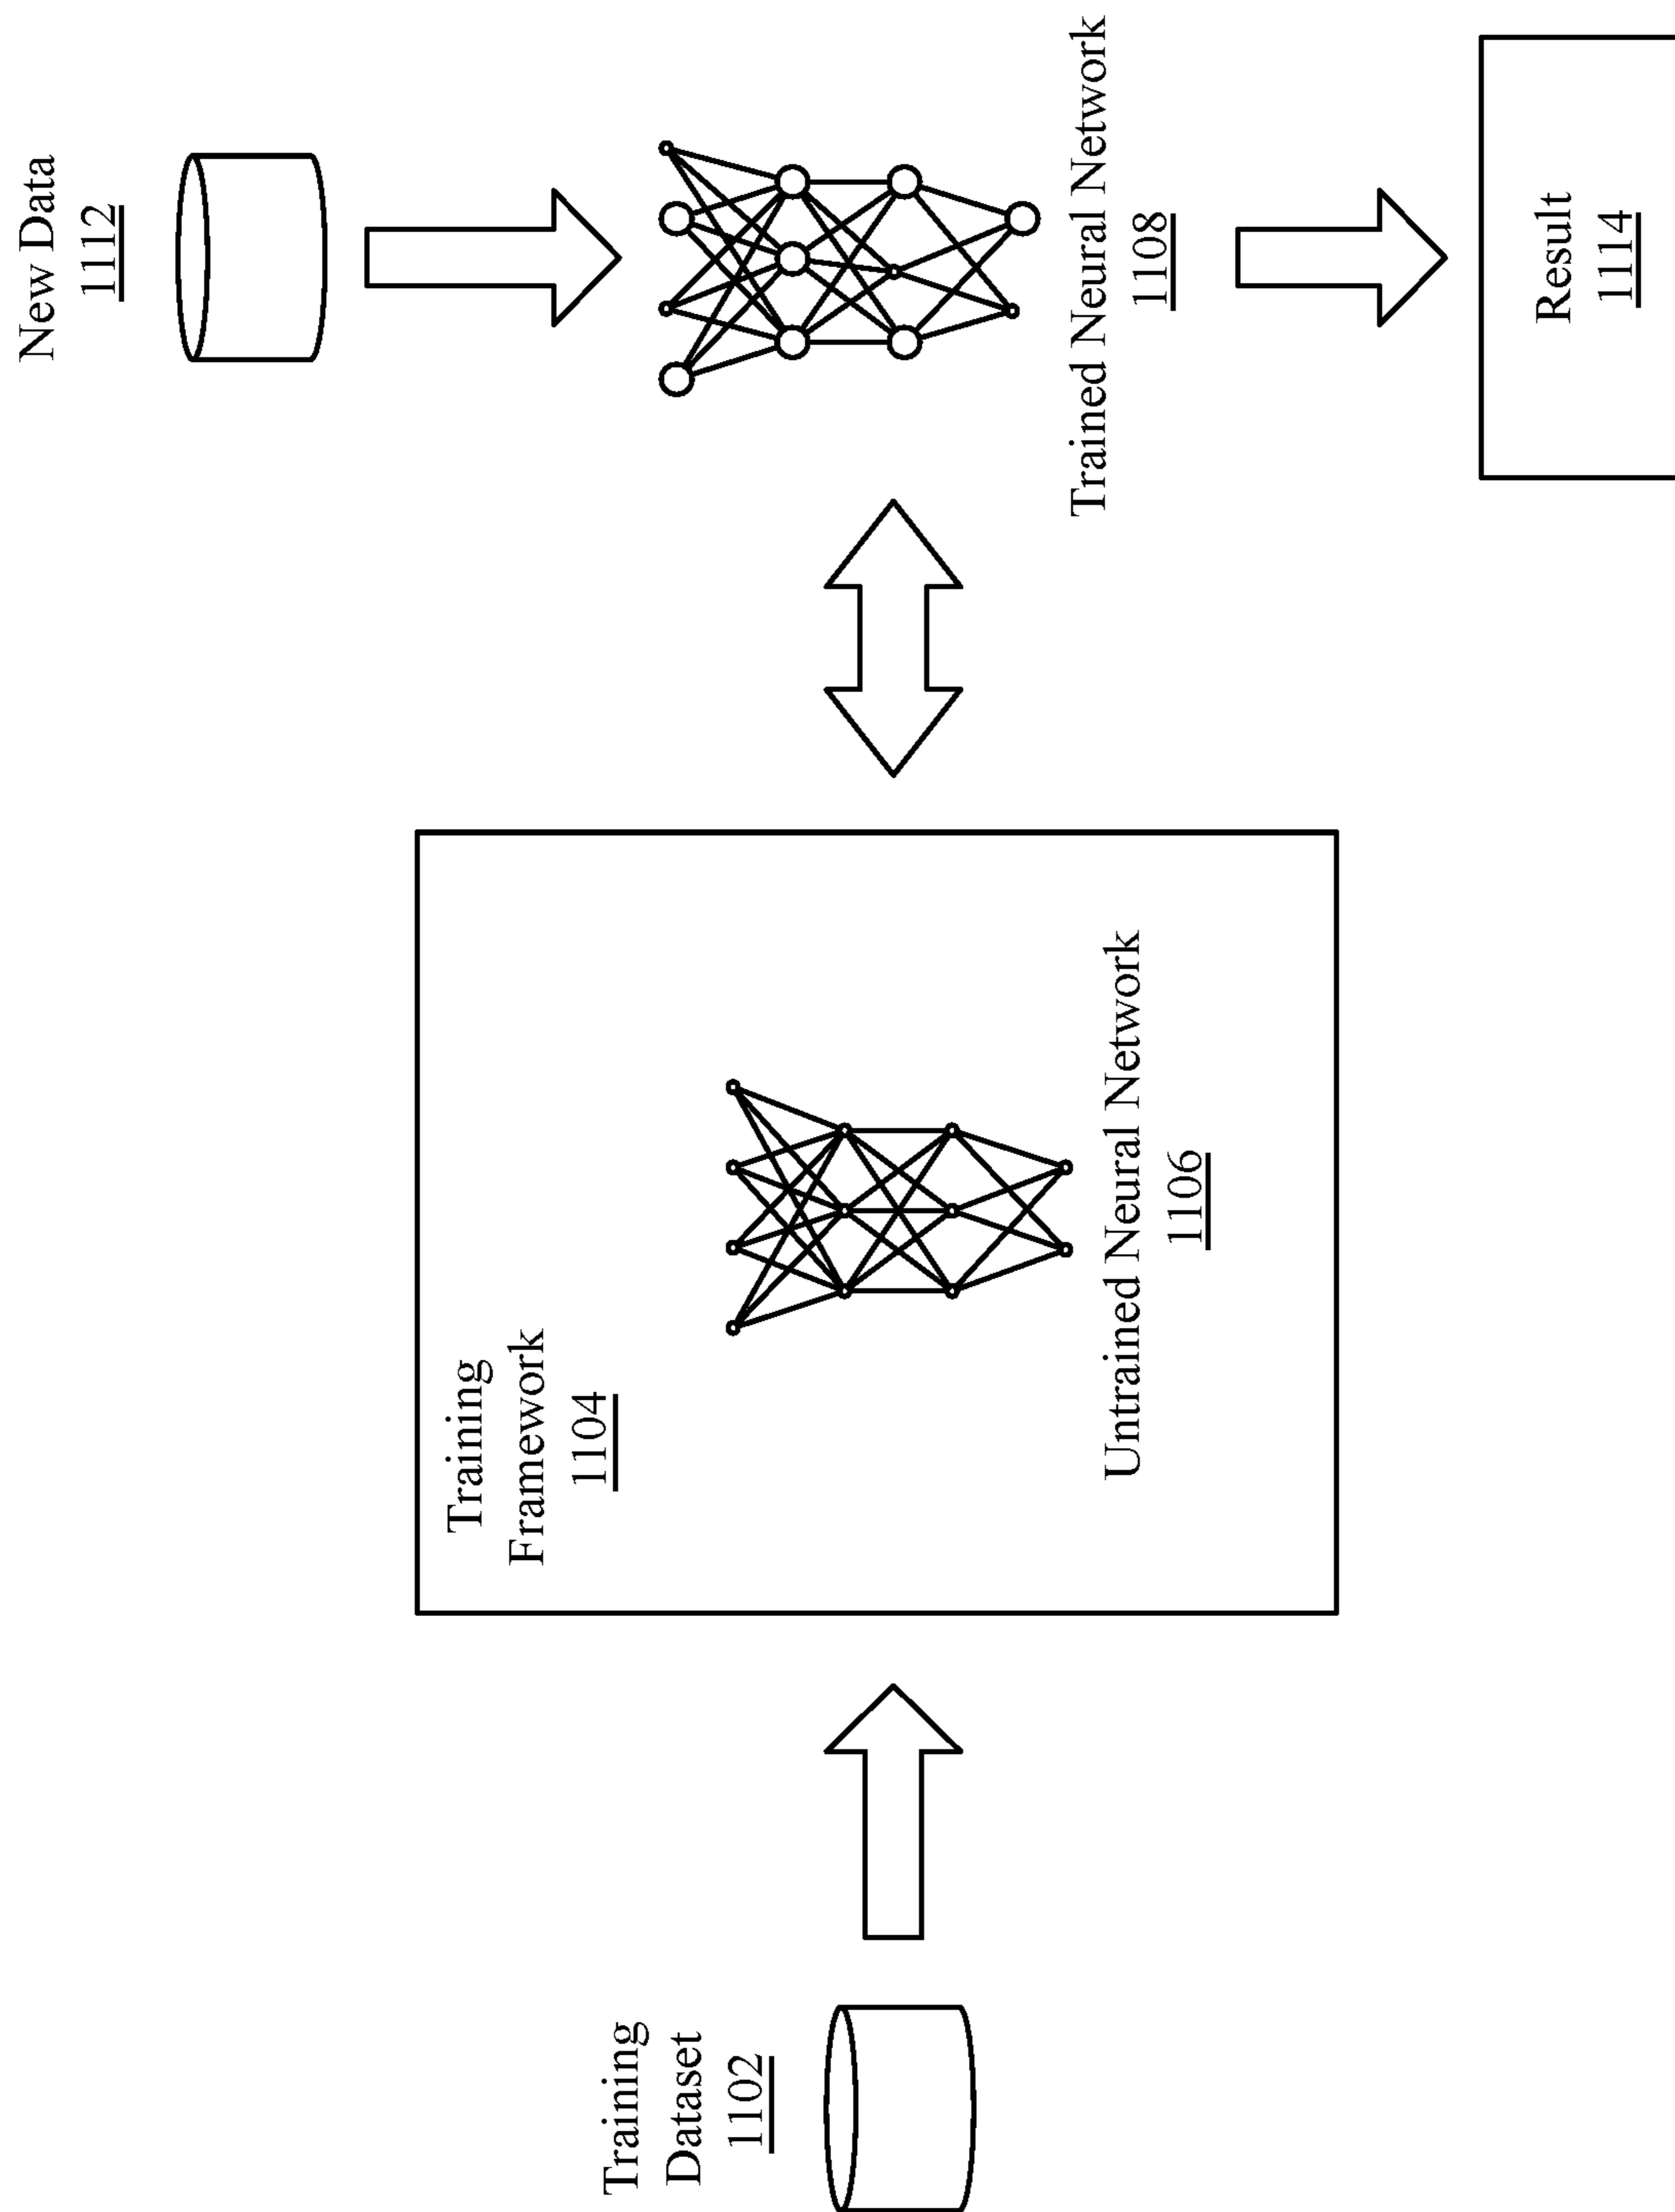 Training
Dataset
1102
Training
Framework
1104
Untrained Neural Network
1106
New Data
1112
Trained Neural Network
1108
Result
1114